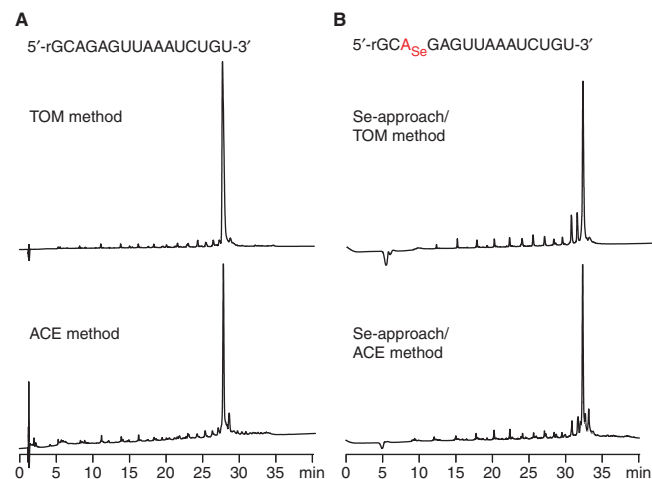 A
5′-rGCAGAGUUAAAUCUGU-3′
TOM method
ACE method
0 5 10 15 20 25 30 35 min
B
5′-rGCASeGAGUUAAAUCUGU-3′
Se-approach/
TOM method
Se-approach/
ACE method
0 5 10 15 20 25 30 35 min